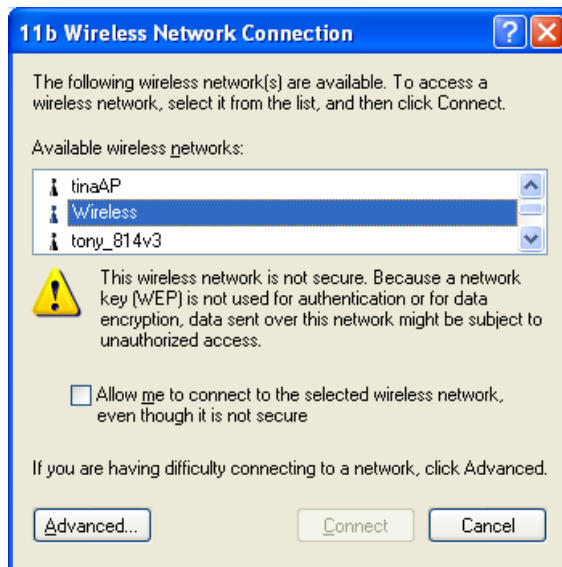 11b Wireless Network Connection
The following wireless network(s) are available. To access a
wireless network, select it from the list, and then click Connect.
Available wireless networks:
tinaAP
Wireless
tony_814v3
This wireless network is not secure. Because a network
key (WEP) is not used for authentication or for data
encryption, data sent over this network might be subject to
unauthorized access.
Allow me to connect to the selected wireless network,
even though it is not secure
If you are having difficulty connecting to a network, click Advanced.
Advanced... Connect Cancel